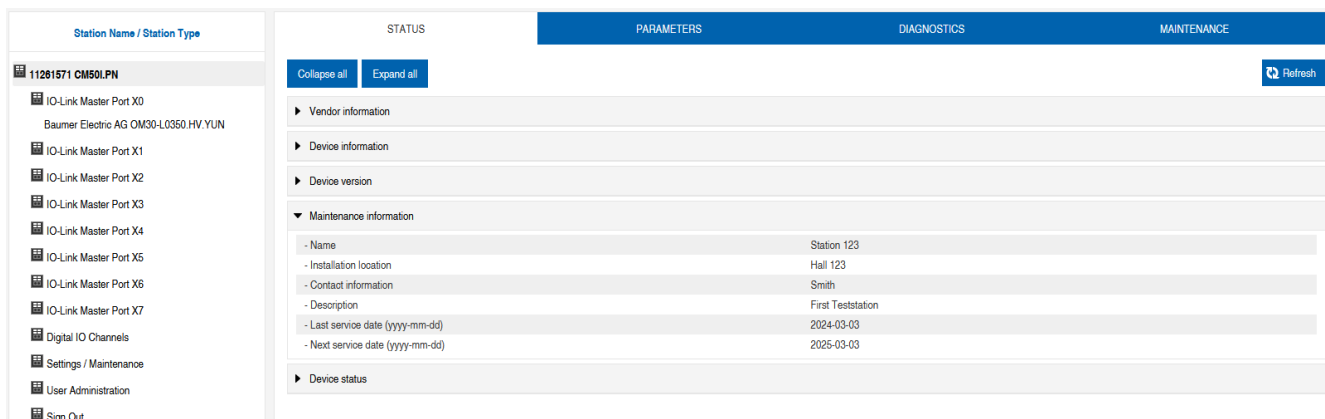 Station Name / Station Type
11261571 CM50I.PN
IO-Link Master Port X0
Baumer Electric AG OM30-L0350.HV.YUN
IO-Link Master Port X1
IO-Link Master Port X2
IO-Link Master Port X3
IO-Link Master Port X4
IO-Link Master Port X5
IO-Link Master Port X6
IO-Link Master Port X7
Digital IO Channels
Settings / Maintenance
User Administration
Sign Out
STATUS PARAMETERS DIAGNOSTICS MAINTENANCE
Collapse all Expand all Refresh
Vendor information
Device information
Device version
Maintenance information
- Name Station 123
- Installation location Hall 123
- Contact information Smith
- Description First Teststation
- Last service date (yyyy-mm-dd) 2024-03-03
- Next service date (yyyy-mm-dd) 2025-03-03
Device status